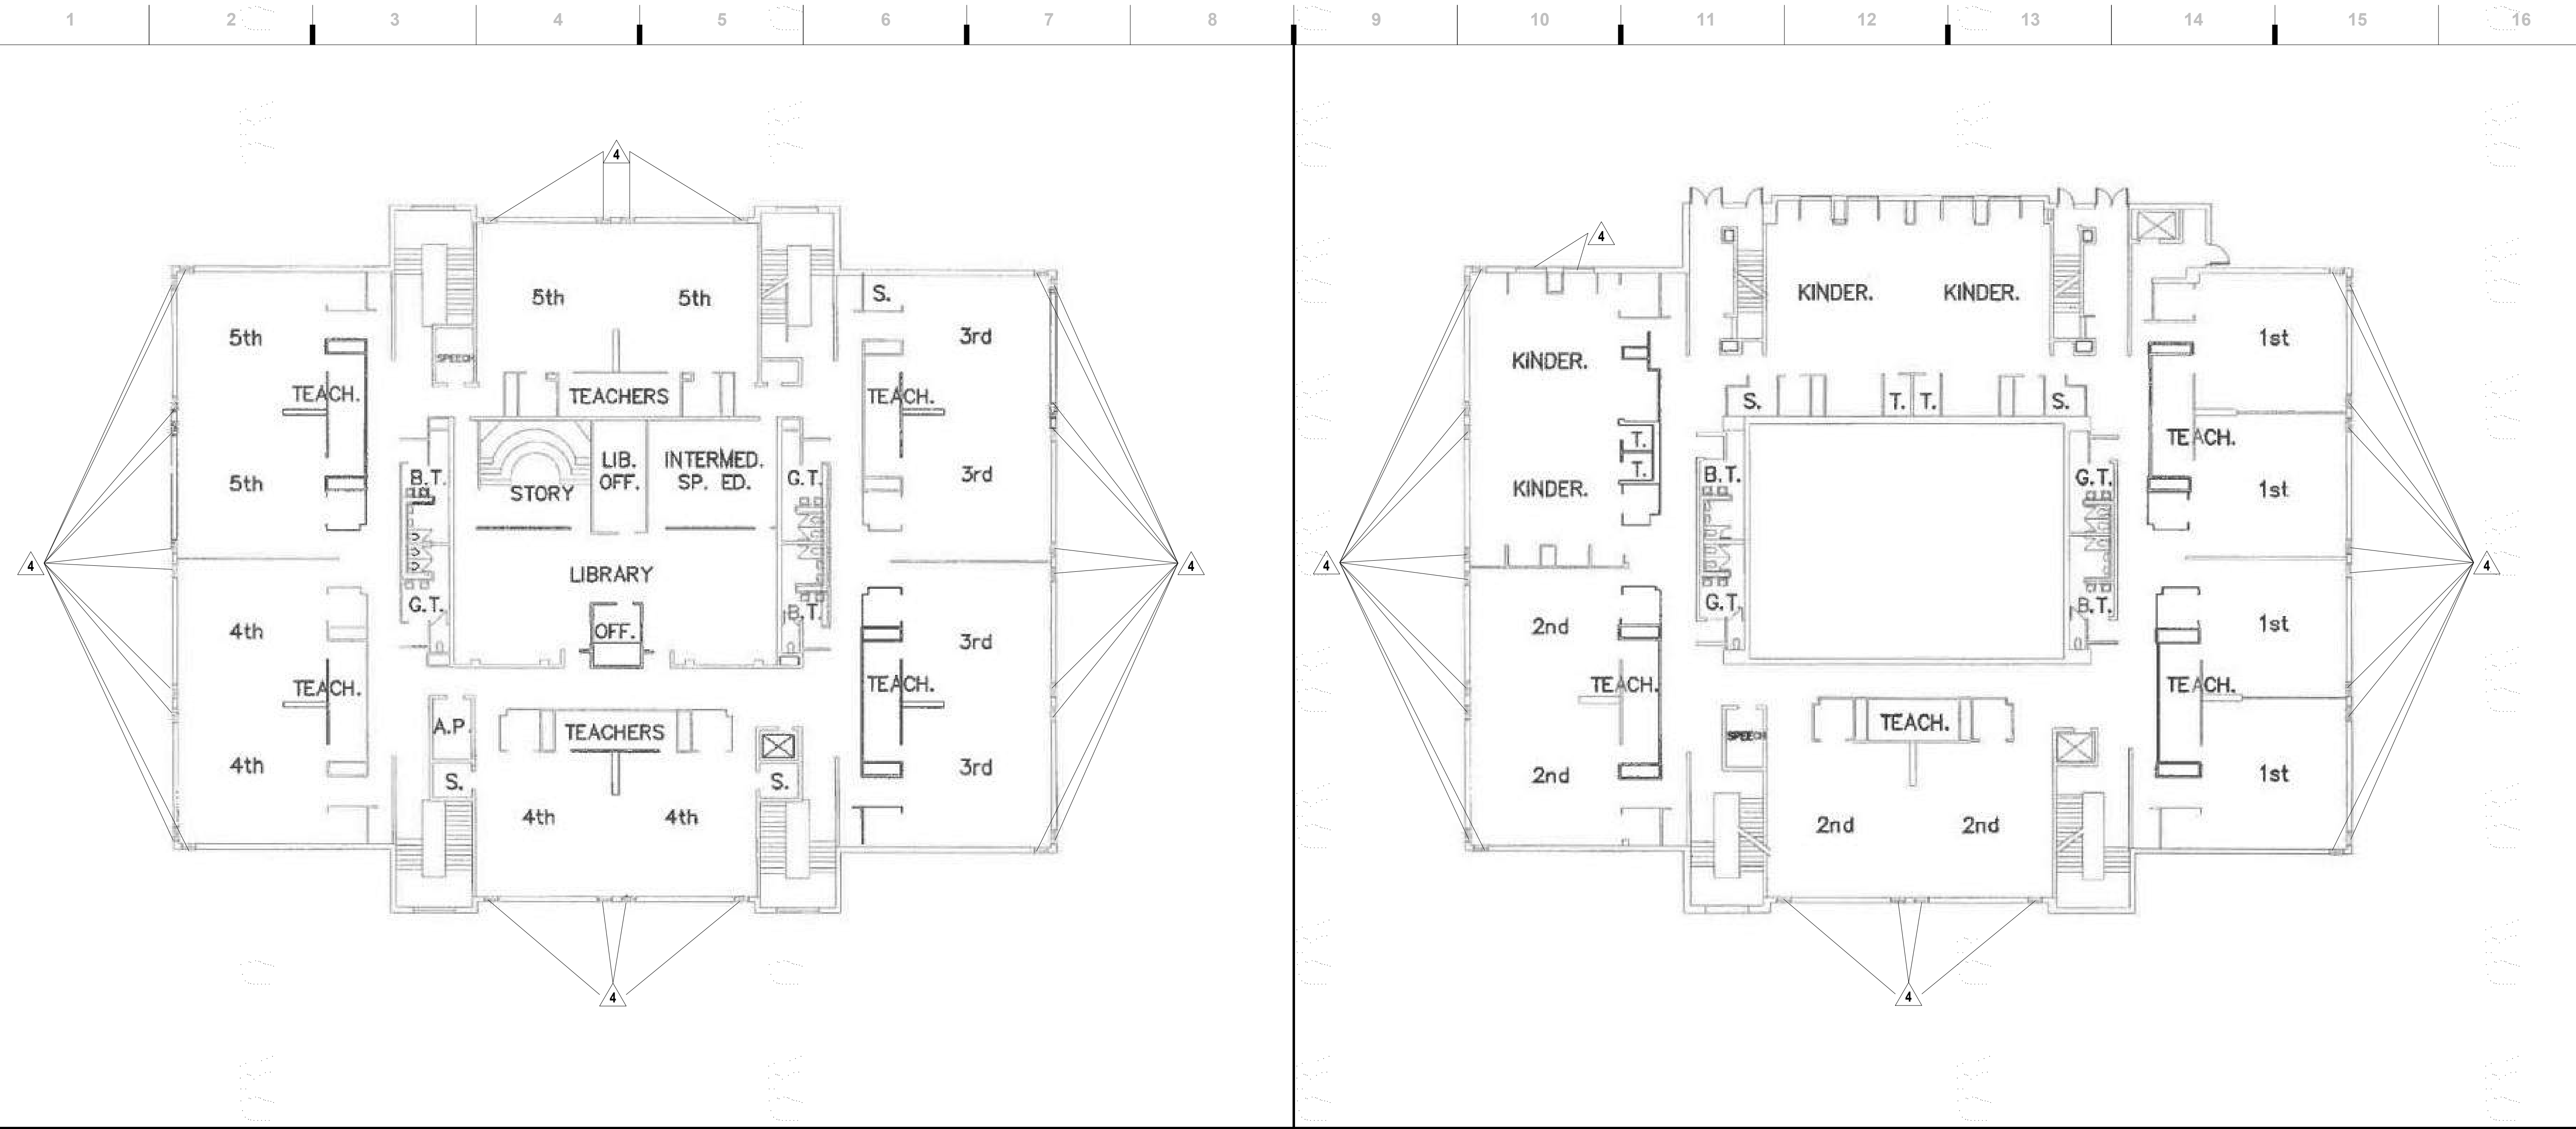 1 2 3 4 5 6 7 8 9 10 11 12 13 14 15 16
4
5th 5th
5th
SPEECH
TEACH.
TEACHERS
S.
3rd
TEACH.
5th
B.T.
STORY
LIB.
OFF.
INTERMED.
SP. ED.
G.T.
3rd
4
LIBRARY
4
G.T.
OFF.
B.T.
4th
3rd
TEACH.
A.P.
TEACHERS
TEACH.
4th
S.
S.
3rd
4th 4th
4
4
KINDER. KINDER.
KINDER.
1st
S.
T. T.
S.
T.
T.
TEACH.
KINDER.
B.T.
G.T.
1st
4
4
2nd
G.T.
B.T.
1st
TEACH.
TEACH.
SPEECH
TEACH.
2nd
1st
2nd 2nd
4